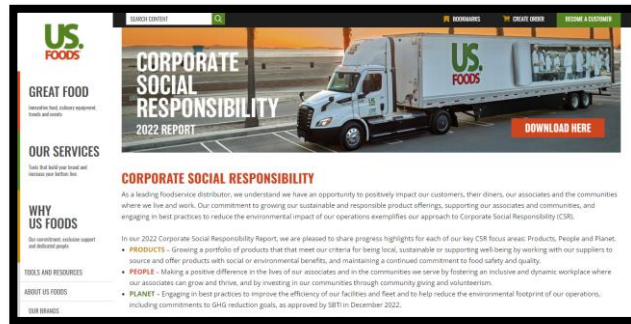 SEARCH CONTENT
BOOKMARKS
CREATE ORDER
BECOME A CUSTOMER
US.
FOODS
GREAT FOOD
Innovative food, culinary equipment,
trends and events
OUR SERVICES
Tools that build your brand and
increase your bottom line.
WHY
US FOODS
Our commitment: exclusive support
and dedicated people
TOOLS AND RESOURCES
ABOUT US FOODS
OUR BRANDS
CORPORATE
SOCIAL
RESPONSIBILITY
2022 REPORT
US.
FOODS
US.
FOODS
DOWNLOAD HERE
CORPORATE SOCIAL RESPONSIBILITY
As a leading foodservice distributor, we understand we have an opportunity to positively impact our customers, their diners, our associates and the communities
where we live and work. Our commitment to growing our sustainable and responsible product offerings, supporting our associates and communities, and
engaging in best practices to reduce the environmental impact of our operations exemplifies our approach to Corporate Social Responsibility (CSR).
In our 2022 Corporate Social Responsibility Report, we are pleased to share progress highlights for each of our key CSR focus areas: Products, People and Planet.
• PRODUCTS – Growing a portfolio of products that that meet our criteria for being local, sustainable or supporting well-being by working with our suppliers to
source and offer products with social or environmental benefits, and maintaining a continued commitment to food safety and quality.
• PEOPLE – Making a positive difference in the lives of our associates and in the communities we serve by fostering an inclusive and dynamic workplace where
our associates can grow and thrive, and by investing in our communities through community giving and volunteerism.
• PLANET – Engaging in best practices to improve the efficiency of our facilities and fleet and to help reduce the environmental footprint of our operations,
including commitments to GHG reduction goals, as approved by SBTi in December 2022.